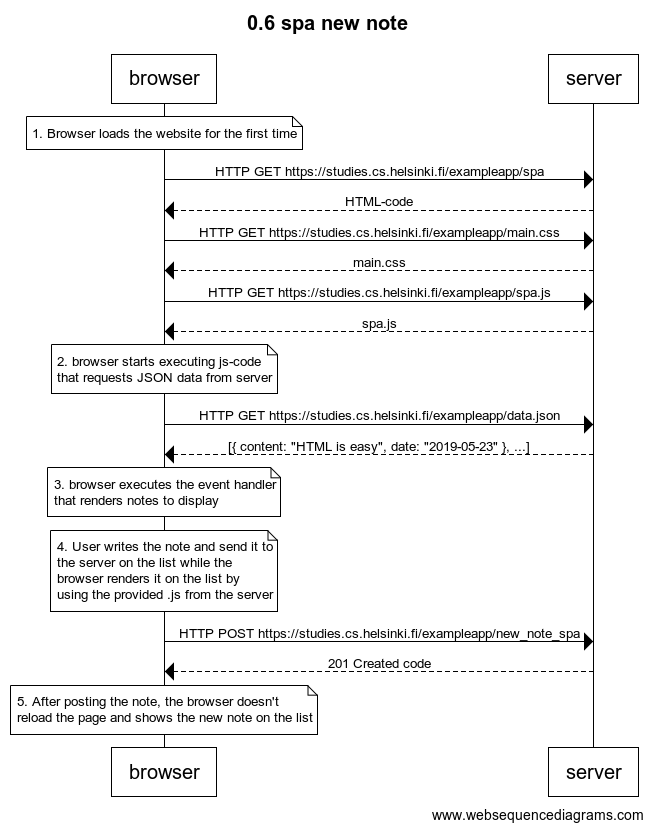 0.6 spa new note
browser
server
1. Browser loads the website for the first time
HTTP GET https://studies.cs.helsinki.fi/exampleapp/spa
HTML-code
HTTP GET https://studies.cs.helsinki.fi/exampleapp/main.css
main.css
HTTP GET https://studies.cs.helsinki.fi/exampleapp/spa.js
spa.js
2. browser starts executing js-code
that requests JSON data from server
HTTP GET https://studies.cs.helsinki.fi/exampleapp/data.json
[{ content: "HTML is easy", date: "2019-05-23" }, ...]
3. browser executes the event handler
that renders notes to display
4. User writes the note and send it to
the server on the list while the
browser renders it on the list by
using the provided .js from the server
HTTP POST https://studies.cs.helsinki.fi/exampleapp/new_note_spa
201 Created code
5. After posting the note, the browser doesn't
reload the page and shows the new note on the list
browser
server
www.websequencediagrams.com